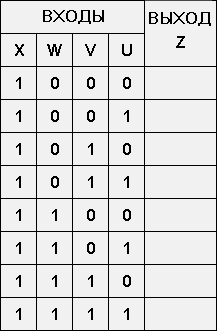 ВХОДЫ ВЫХОД
X W V U Z
1 0 0 0
1 0 0 1
1 0 1 0
1 0 1 1
1 1 0 0
1 1 0 1
1 1 1 0
1 1 1 1